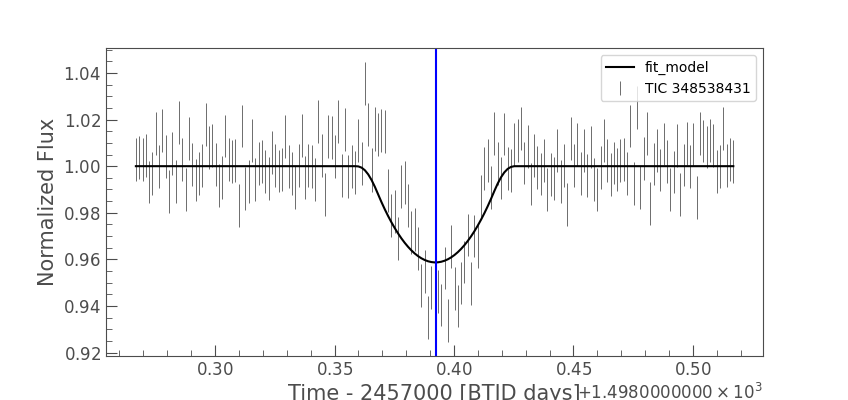 fit_model
TIC 348538431
Normalized Flux
1.04
1.02
1.00
0.98
0.96
0.94
0.92
0.30 0.35 0.40 0.45 0.50
Time - 2457000 [BTJD days]
+1.4980000000 × 10³